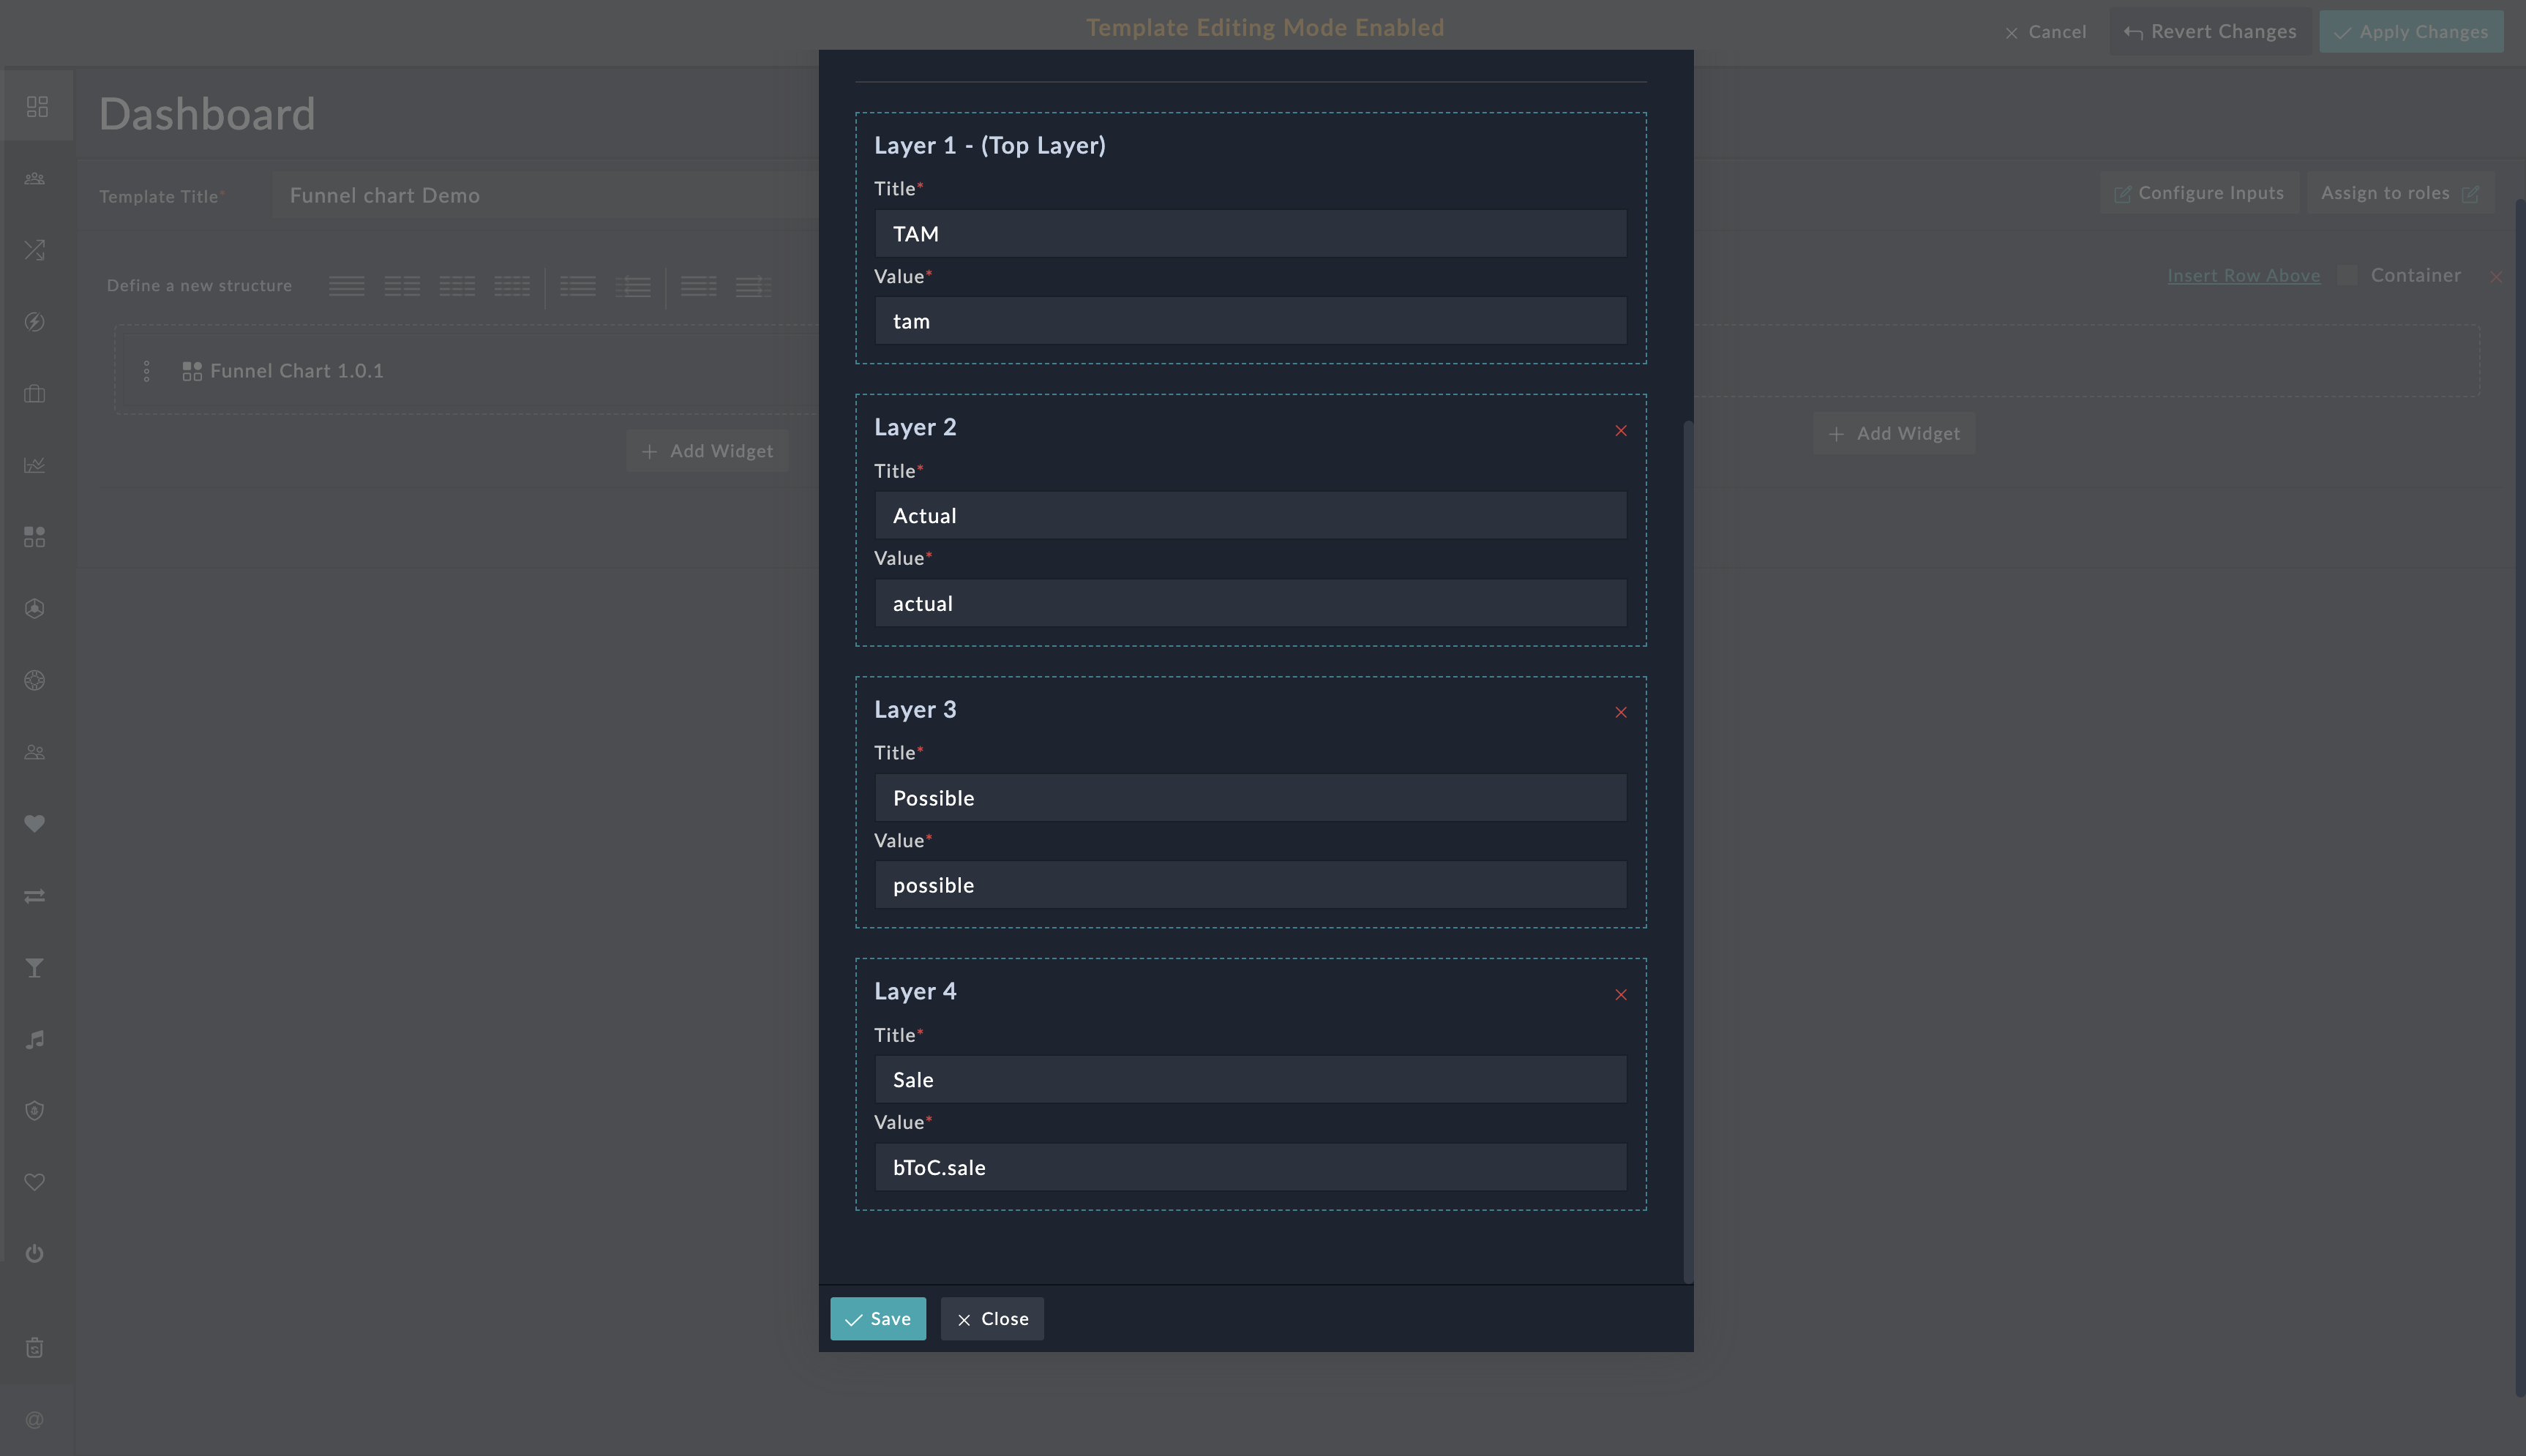 Template Editing Mode Enabled
Cancel
Revert Changes
Apply Changes
Dashboard
Template Title*
Funnel chart Demo
Configure Inputs
Assign to roles
Define a new structure
Insert Row Above
Container
Funnel Chart 1.0.1
Add Widget
Add Widget
Layer 1 - (Top Layer)
Title*
TAM
Value*
tam
Layer 2
Title*
Actual
Value*
actual
Layer 3
Title*
Possible
Value*
possible
Layer 4
Title*
Sale
Value*
bToC.sale
Save
Close